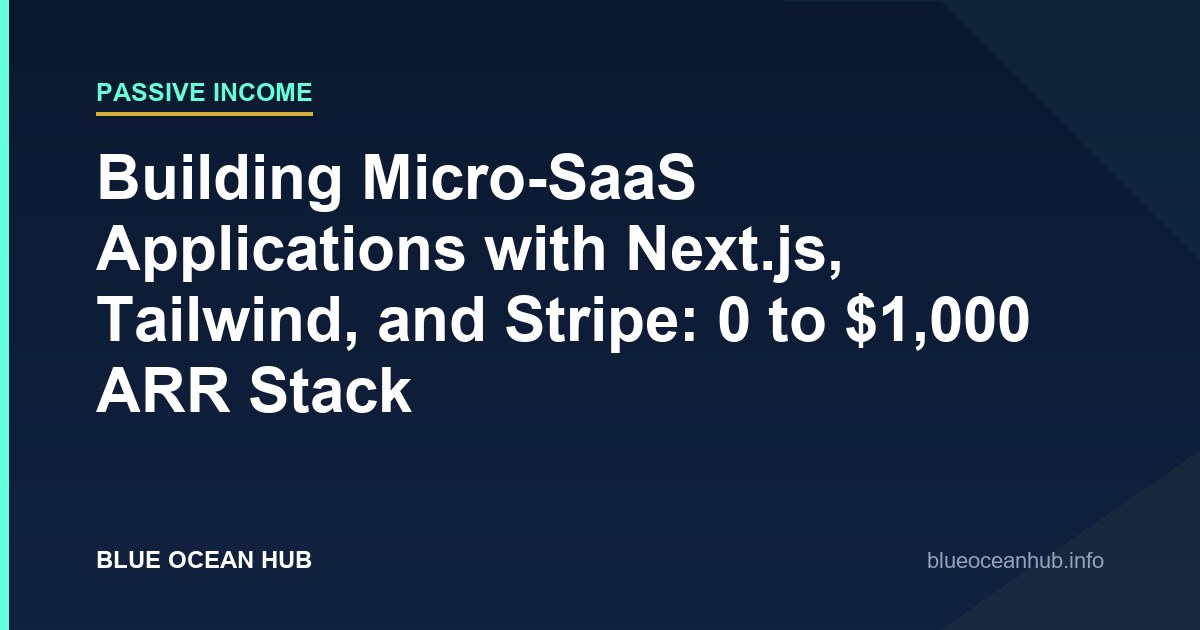 PASSIVE INCOME
Building Micro-SaaS
Applications with Next.js,
Tailwind, and Stripe: 0 to $1,000
ARR Stack
BLUE OCEAN HUB
blueoceanhub.info